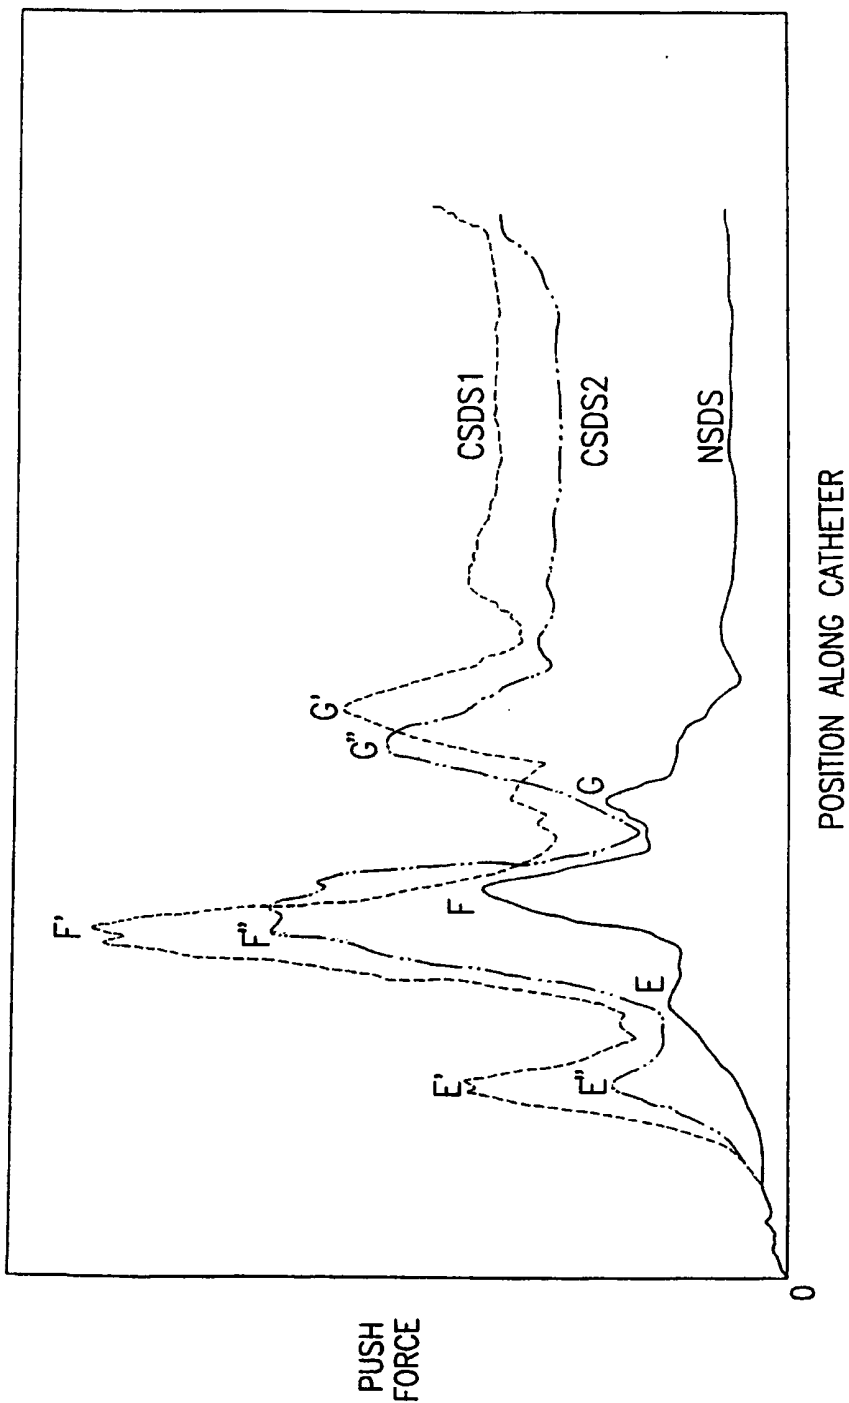 F'
G'
G"
E'
F"
F
CSDS1
CSDS2
E"
E
G
NSDS
PUSH
FORCE
0
POSITION ALONG CATHETER